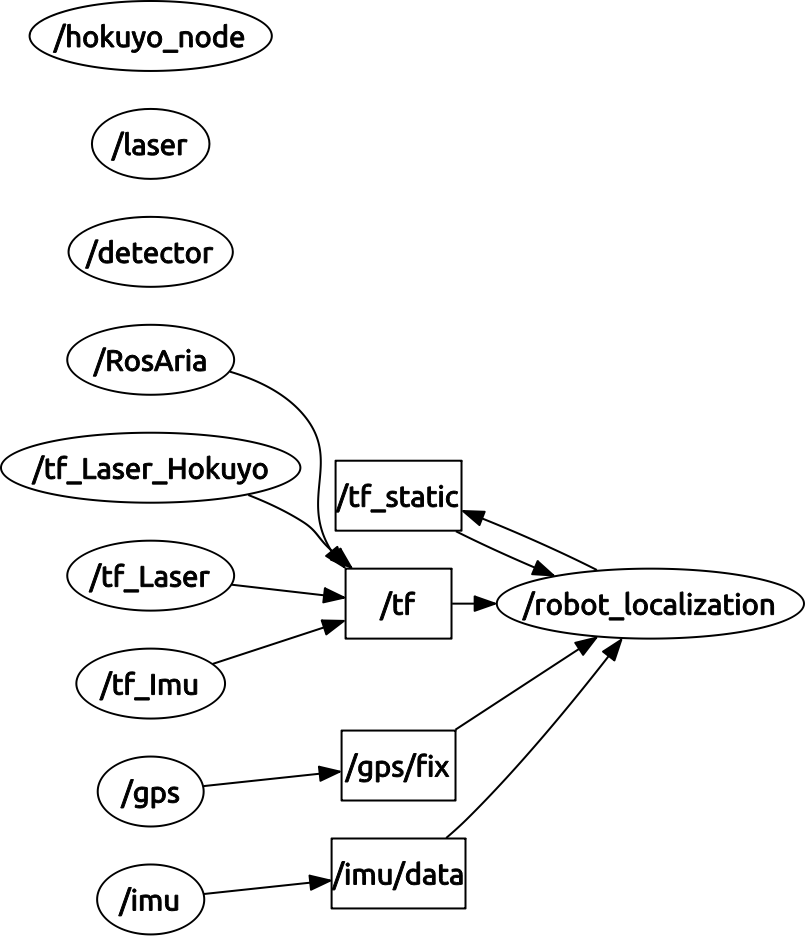 /hokuyo_node
/laser
/detector
/RosAria
/tf_Laser_Hokuyo
/tf_static
/tf_Laser
/tf
/robot_localization
/tf_Imu
/gps/fix
/gps
/imu/data
/imu